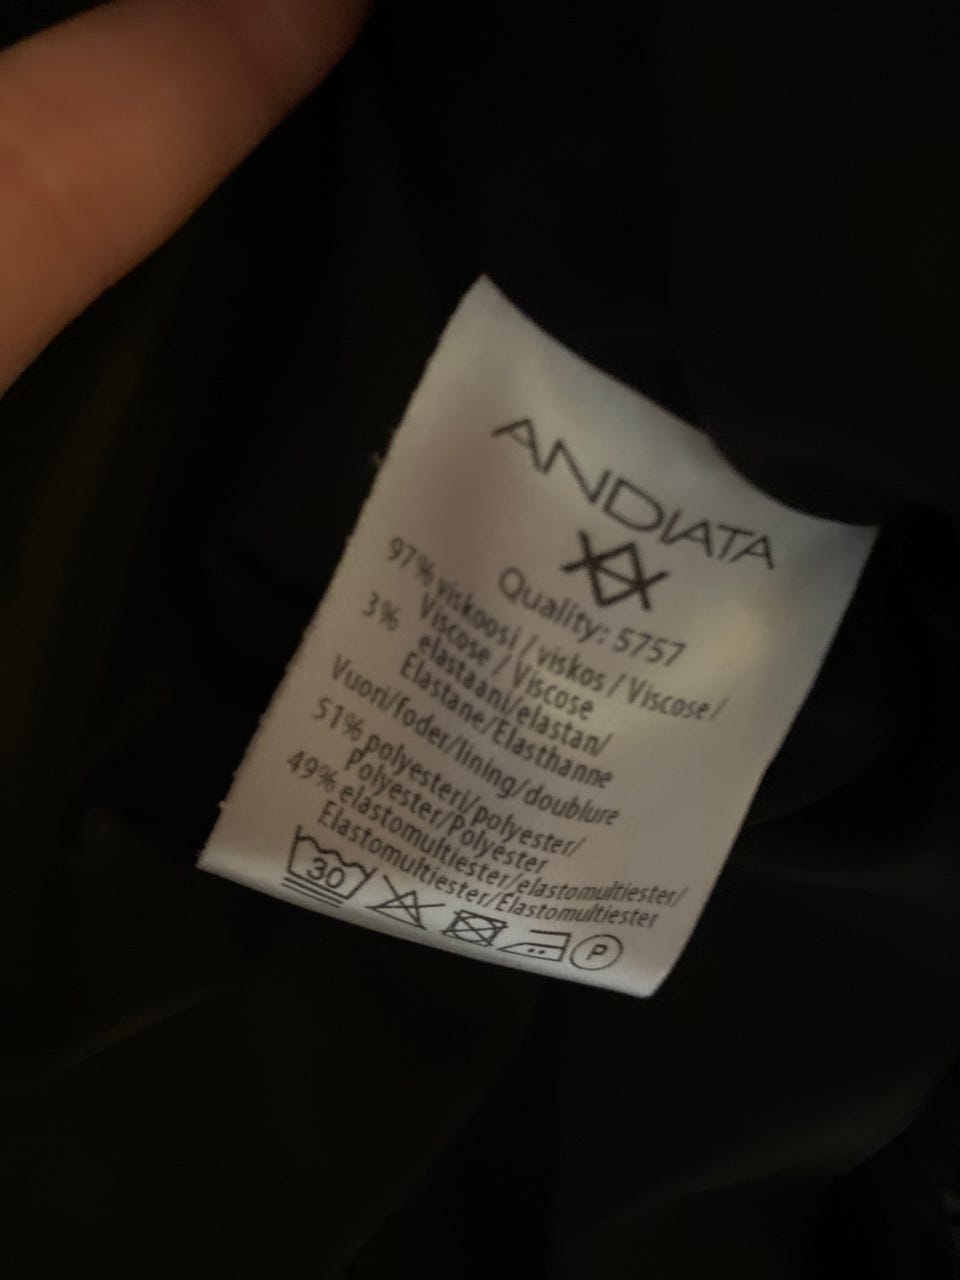 ANDIATA
Quality: 5757
97% viskoosi / viskos / Viscose /
Viscose / Viscose
3% elastaani/elastan/
Elastane/Elasthanne
Vuori/foder/lining/doublure
51% polyesteri/polyester/
Polyester/Polyester
49% elastomultiester/elastomultiester/
Elastomultiester/Elastomultiester
30
P